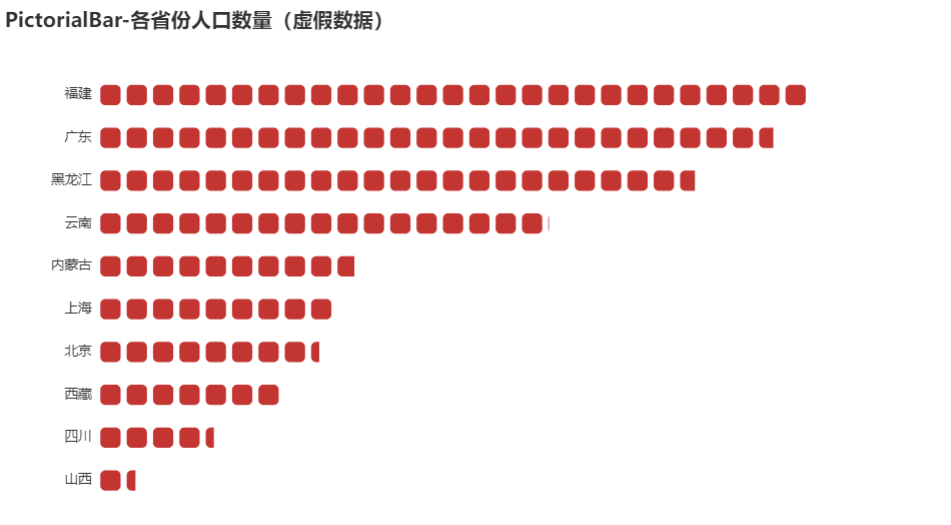 PictorialBar-各省份人口数量（虚假数据）
福建
广东
黑龙江
云南
内蒙古
上海
北京
西藏
四川
山西